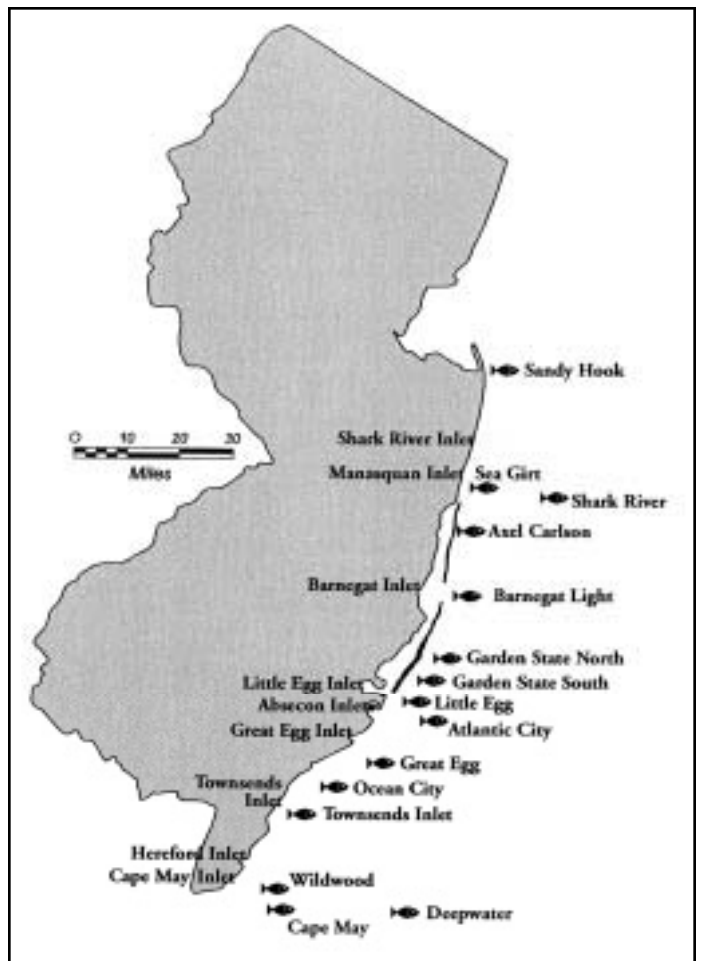 Sandy Hook
0 10 20 30
Miles
Shark River Inlet
Manasquan Inlet
Sea Girt
Shark River
Axel Carlson
Barnegat Inlet
Barnegat Light
Garden State North
Little Egg Inlet
Garden State South
Absecon Inlet
Little Egg
Great Egg Inlet
Atlantic City
Great Egg
Townsends
Inlet
Ocean City
Townsends Inlet
Hereford Inlet
Cape May Inlet
Wildwood
Cape May
Deepwater